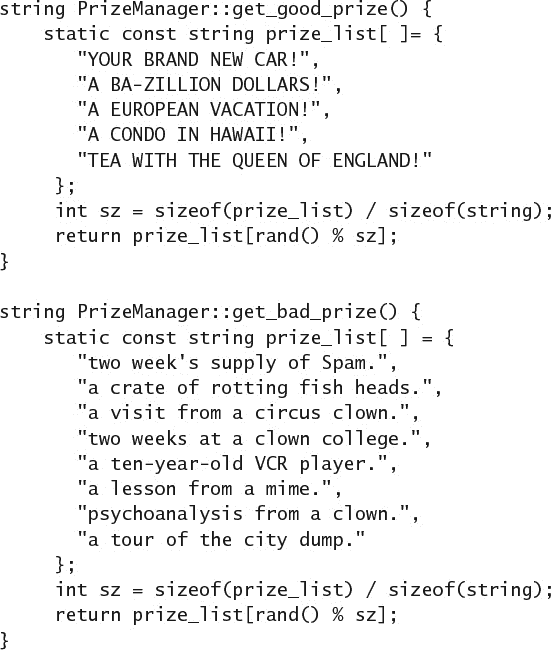 string PrizeManager::get_good_prize() {
    static const string prize_list[ ]= {
       "YOUR BRAND NEW CAR!",
       "A BA-ZILLION DOLLARS!",
       "A EUROPEAN VACATION!",
       "A CONDO IN HAWAII!",
       "TEA WITH THE QUEEN OF ENGLAND!"
     };
     int sz = sizeof(prize_list) / sizeof(string);
     return prize_list[rand() % sz];
}

string PrizeManager::get_bad_prize() {
    static const string prize_list[ ] = {
       "two week's supply of Spam.",
       "a crate of rotting fish heads.",
       "a visit from a circus clown.",
       "two weeks at a clown college.",
       "a ten-year-old VCR player.",
       "a lesson from a mime.",
       "psychoanalysis from a clown.",
       "a tour of the city dump."
     };
     int sz = sizeof(prize_list) / sizeof(string);
     return prize_list[rand() % sz];
}